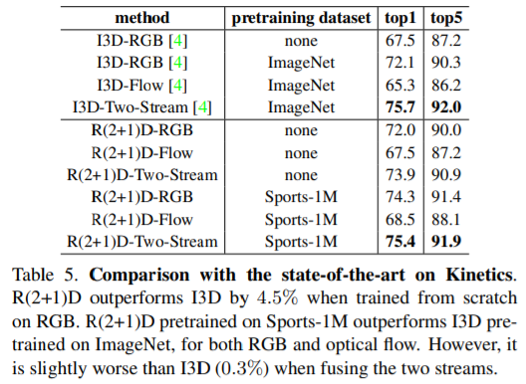 method pretraining dataset top1 top5
I3D-RGB [4] none 67.5 87.2
I3D-RGB [4] ImageNet 72.1 90.3
I3D-Flow [4] ImageNet 65.3 86.2
I3D-Two-Stream [4] ImageNet 75.7 92.0
R(2+1)D-RGB none 72.0 90.0
R(2+1)D-Flow none 67.5 87.2
R(2+1)D-Two-Stream none 73.9 90.9
R(2+1)D-RGB Sports-1M 74.3 91.4
R(2+1)D-Flow Sports-1M 68.5 88.1
R(2+1)D-Two-Stream Sports-1M 75.4 91.9
Table 5. Comparison with the state-of-the-art on Kinetics.
R(2+1)D outperforms I3D by 4.5% when trained from scratch
on RGB. R(2+1)D pretrained on Sports-1M outperforms I3D pre-
trained on ImageNet, for both RGB and optical flow. However, it
is slightly worse than I3D (0.3%) when fusing the two streams.